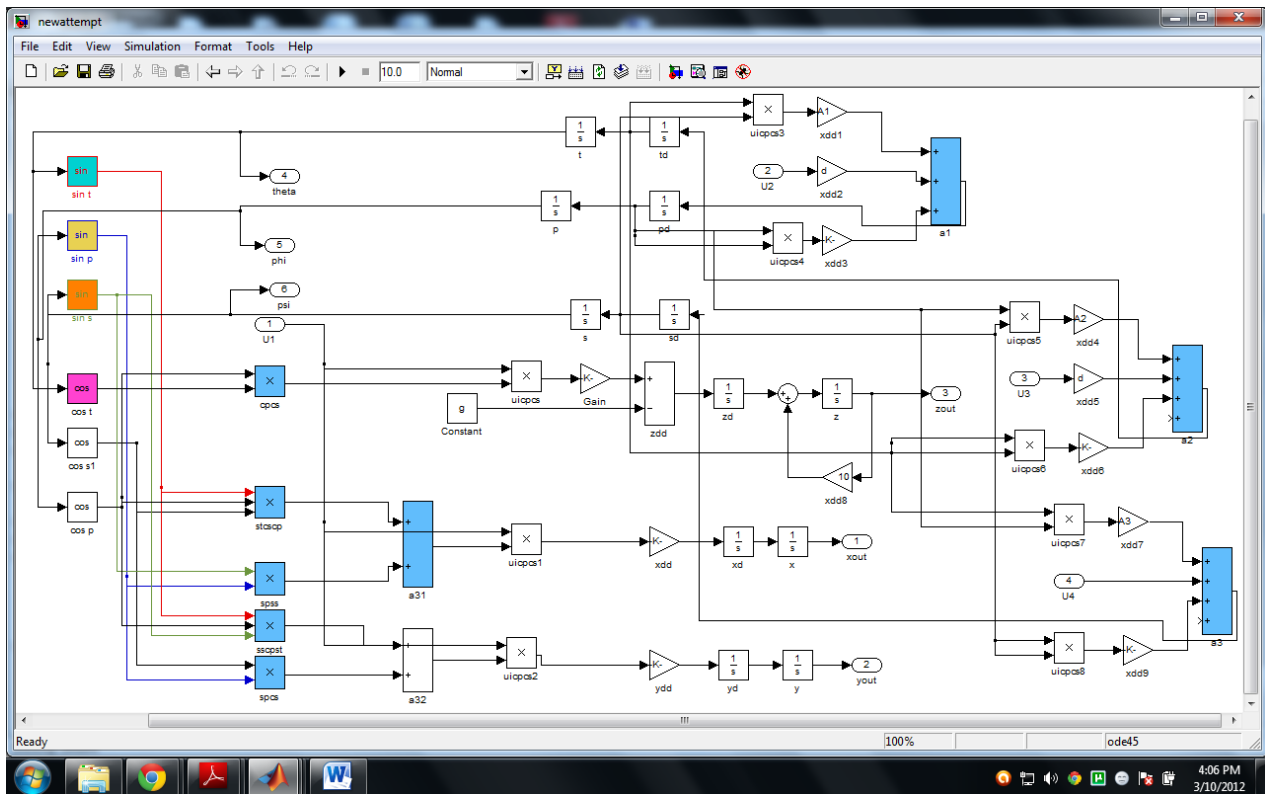 newattempt
File Edit View Simulation Format Tools Help
10.0 Normal
A1
uicpcs3
xdd1
1
s
t
1
s
td
+
+
+
a1
2
U2
d
xdd2
sin
sin t
4
theta
1
s
p
1
s
pd
sin
sin p
5
phi
×
uicpcs4
K-
xdd3
6
psi
sin
sin s
1
U1
1
s
s
1
s
sd
×
uicpcs5
A2
xdd4
cos
cos t
×
cpcs
×
uicpcs
K-
Gain
+
−
zdd
1
s
zd
+
+
1
s
z
3
zout
3
U3
d
xdd5
+
+
+
×+
a2
g
Constant
cos
cos s1
×
uicpcs6
K-
xdd6
10
xdd8
cos
cos p
×
stcscp
+
+
a31
×
uicpcs1
K-
xdd
1
s
xd
1
s
x
1
xout
×
uicpcs7
A3
xdd7
×
spss
4
U4
+
+
+
×+
a3
×
sscpst
+
+
a32
×
uicpcs2
K-
ydd
1
s
yd
1
s
y
2
yout
×
uicpcs8
K-
xdd9
×
spcs
Ready 100% ode45
4:06 PM
3/10/2012